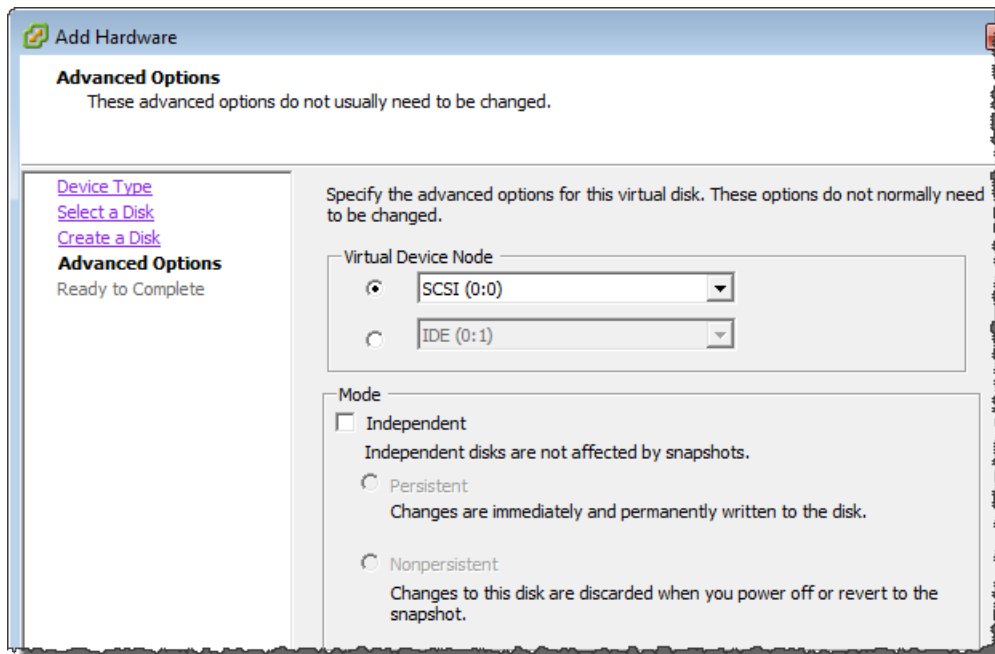 Add Hardware
Advanced Options
These advanced options do not usually need to be changed.
Device Type
Select a Disk
Create a Disk
Advanced Options
Ready to Complete
Specify the advanced options for this virtual disk. These options do not normally need
to be changed.
Virtual Device Node
SCSI (0:0)
IDE (0:1)
Mode
Independent
Independent disks are not affected by snapshots.
Persistent
Changes are immediately and permanently written to the disk.
Nonpersistent
Changes to this disk are discarded when you power off or revert to the
snapshot.